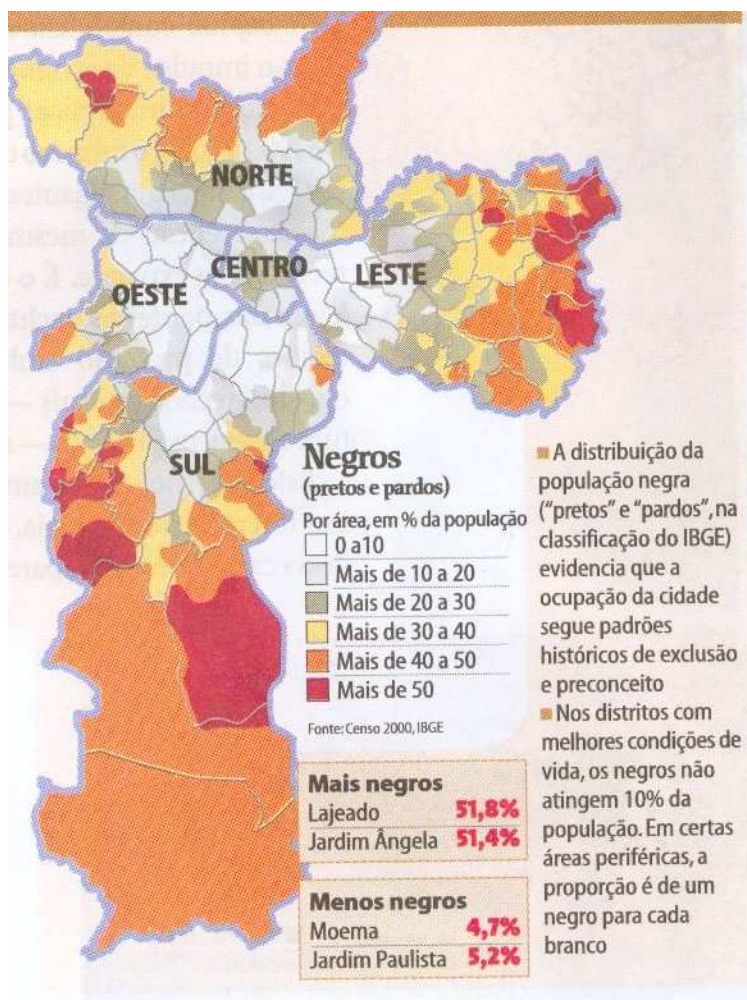 NORTE
CENTRO
LESTE
OESTE
SUL
Negros
(pretos e pardos)
Por área, em % da população
0 a 10
Mais de 10 a 20
Mais de 20 a 30
Mais de 30 a 40
Mais de 40 a 50
Mais de 50
Fonte: Censo 2000, IBGE
Mais negros
Lajeado 51,8%
Jardim Ângela 51,4%
Menos negros
Moema 4,7%
Jardim Paulista 5,2%
A distribuição da
população negra
("pretos" e "pardos", na
classificação do IBGE)
evidencia que a
ocupação da cidade
segue padrões
históricos de exclusão
e preconceito
Nos distritos com
melhores condições de
vida, os negros não
atingem 10% da
população. Em certas
áreas periféricas, a
proporção é de um
negro para cada
branco